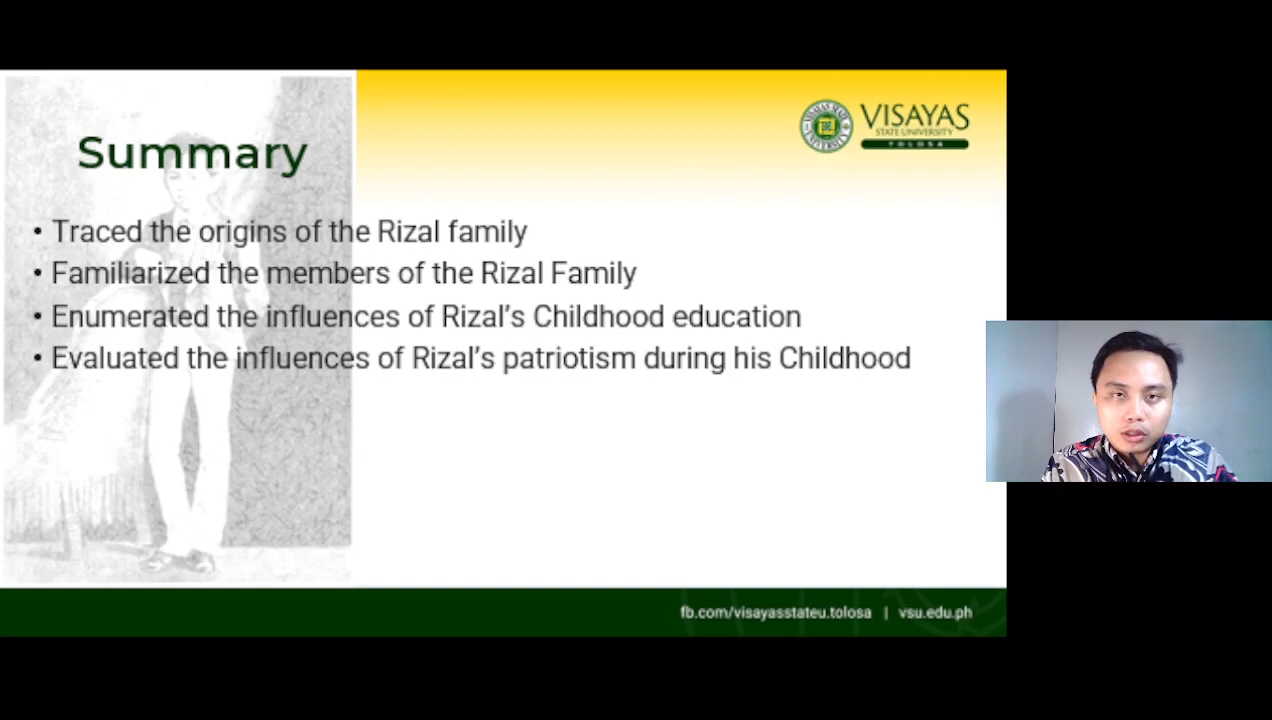 VISAYAS
STATE UNIVERSITY
TOLOSA
Summary
• Traced the origins of the Rizal family
• Familiarized the members of the Rizal Family
• Enumerated the influences of Rizal's Childhood education
• Evaluated the influences of Rizal's patriotism during his Childhood
fb.com/visayasstateu.tolosa | vsu.edu.ph